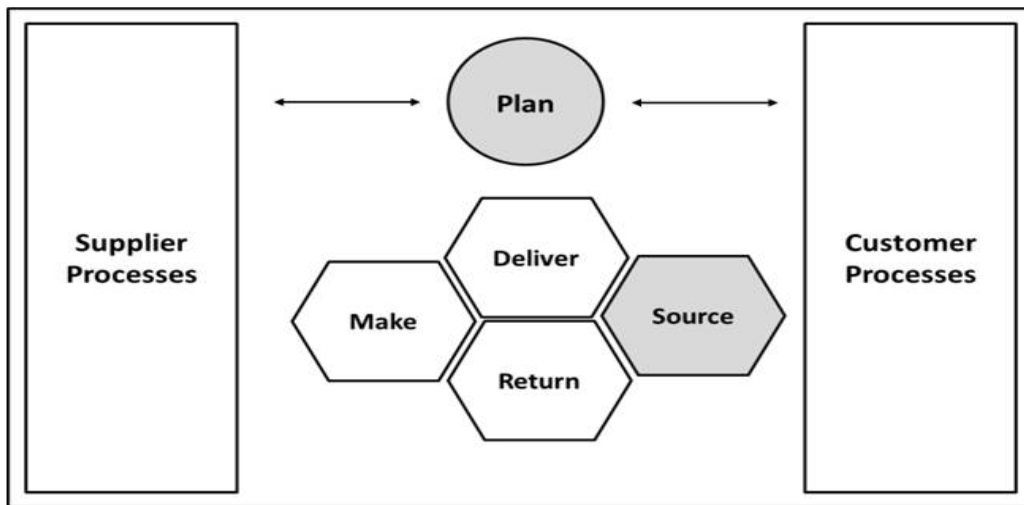 Plan
Supplier
Processes
Customer
Processes
Deliver
Make
Source
Return